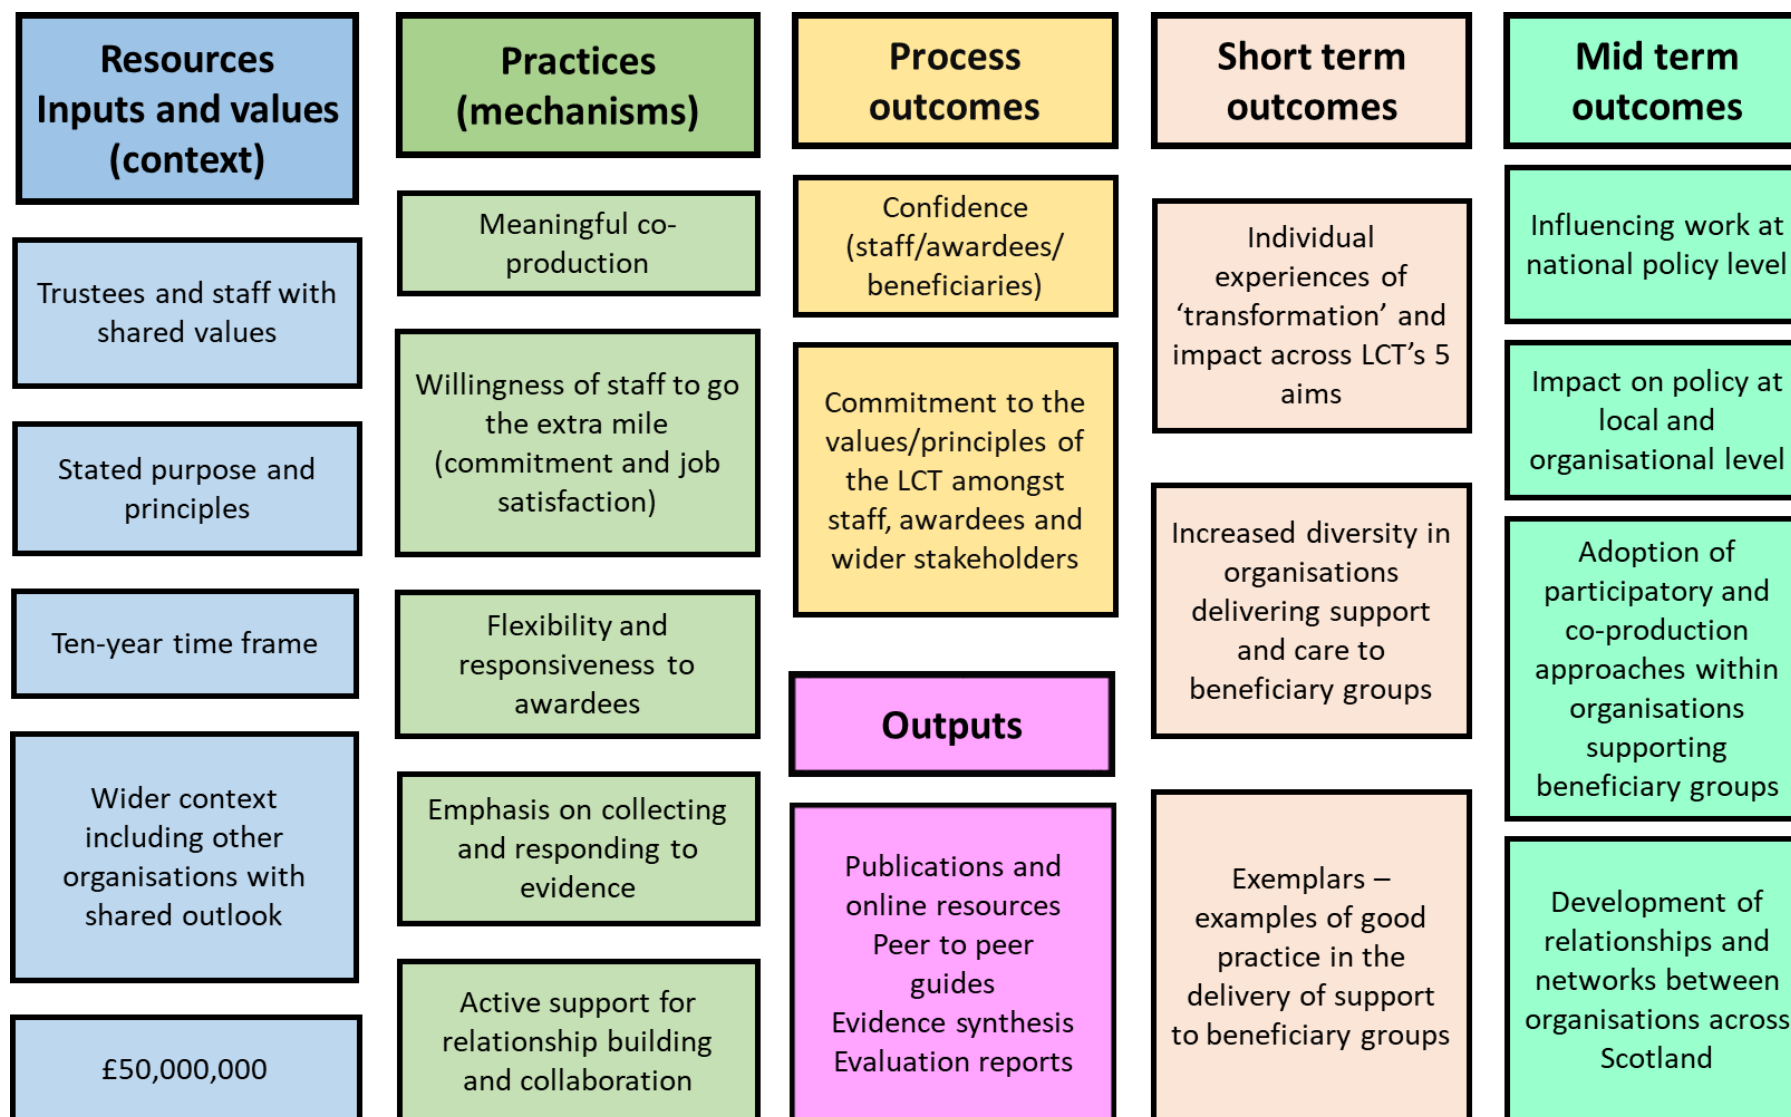 Resources
Inputs and values
(context)
Trustees and staff with
shared values
Stated purpose and
principles
Ten-year time frame
Wider context
including other
organisations with
shared outlook
£50,000,000
Practices
(mechanisms)
Meaningful co-
production
Willingness of staff to go
the extra mile
(commitment and job
satisfaction)
Flexibility and
responsiveness to
awardees
Emphasis on collecting
and responding to
evidence
Active support for
relationship building
and collaboration
Process
outcomes
Confidence
(staff/awardees/
beneficiaries)
Commitment to the
values/principles of
the LCT amongst
staff, awardees and
wider stakeholders
Outputs
Publications and
online resources
Peer to peer
guides
Evidence synthesis
Evaluation reports
Short term
outcomes
Individual
experiences of
‘transformation’ and
impact across LCT’s 5
aims
Increased diversity in
organisations
delivering support
and care to
beneficiary groups
Exemplars –
examples of good
practice in the
delivery of support
to beneficiary groups
Mid term
outcomes
Influencing work at
national policy level
Impact on policy at
local and
organisational level
Adoption of
participatory and
co-production
approaches within
organisations
supporting
beneficiary groups
Development of
relationships and
networks between
organisations across
Scotland